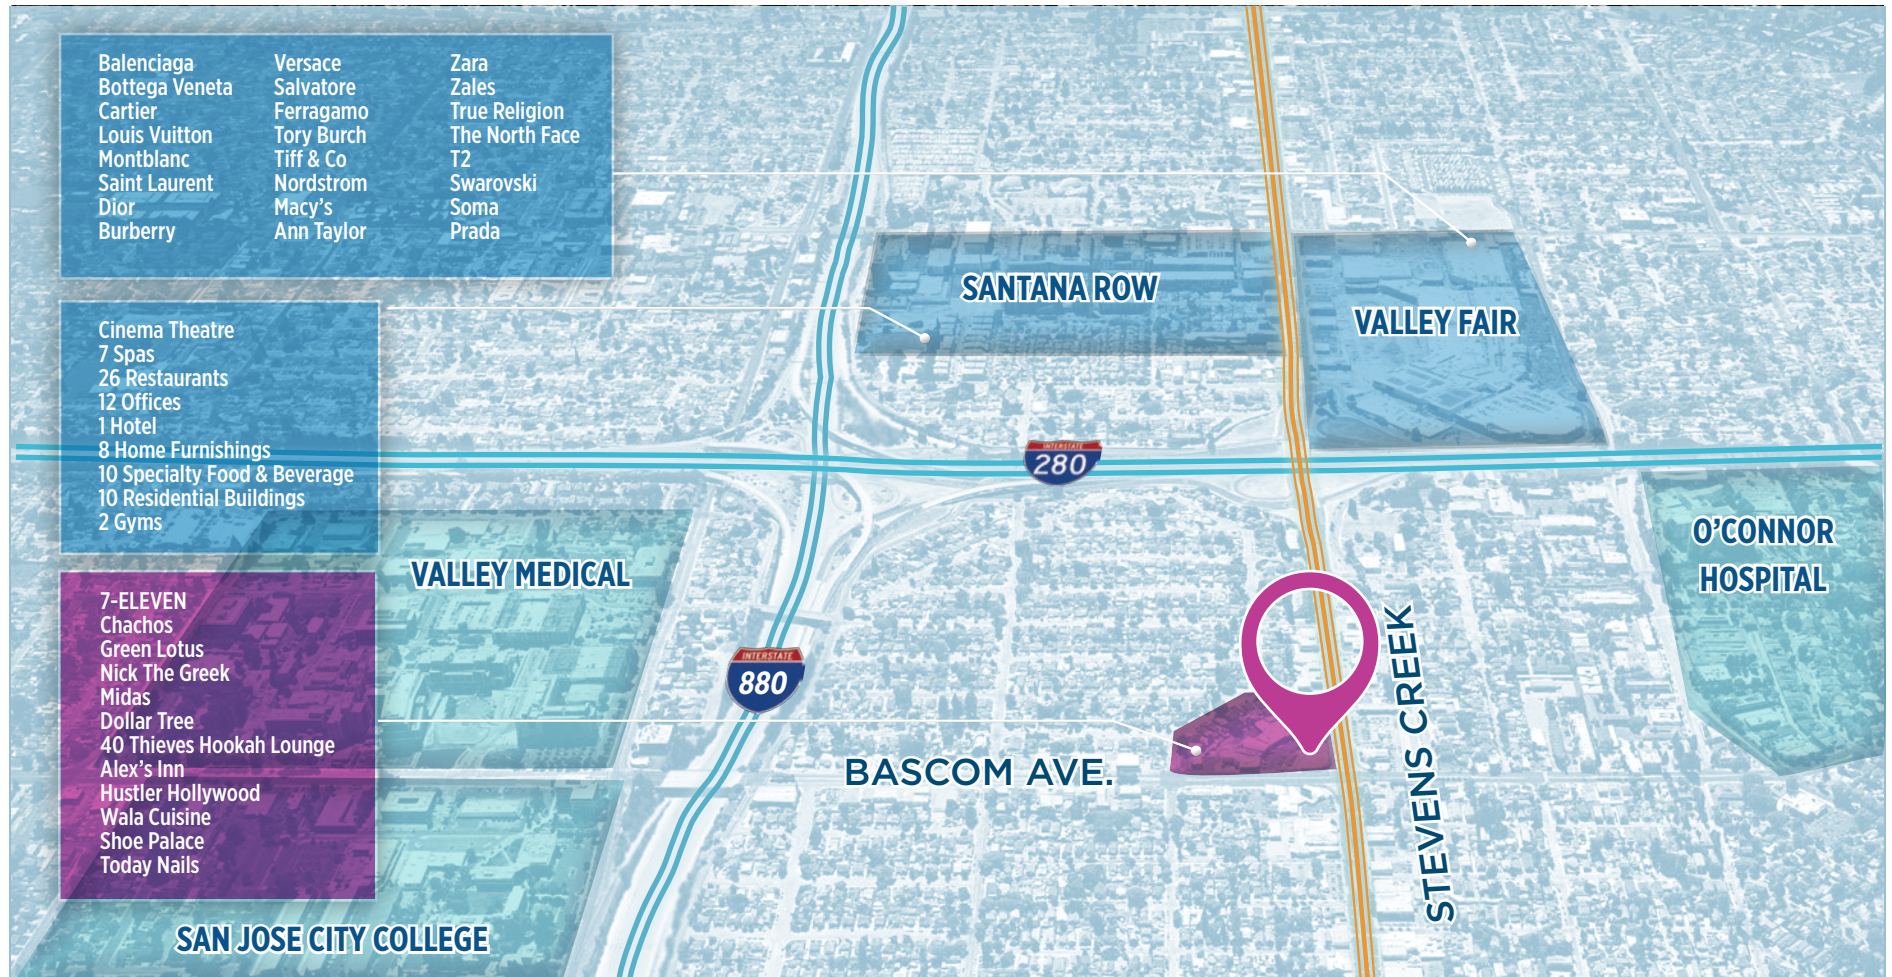 Balenciaga
Bottega Veneta
Cartier
Louis Vuitton
Montblanc
Saint Laurent
Dior
Burberry
Versace
Salvatore
Ferragamo
Tory Burch
Tiff & Co
Nordstrom
Macy's
Ann Taylor
Zara
Zales
True Religion
The North Face
T2
Swarovski
Soma
Prada
SANTANA ROW
VALLEY FAIR
Cinema Theatre
7 Spas
26 Restaurants
12 Offices
1 Hotel
8 Home Furnishings
10 Specialty Food & Beverage
10 Residential Buildings
2 Gyms
INTERSTATE
280
O'CONNOR
HOSPITAL
VALLEY MEDICAL
7-ELEVEN
Chachos
Green Lotus
Nick The Greek
Midas
Dollar Tree
40 Thieves Hookah Lounge
Alex's Inn
Hustler Hollywood
Wala Cuisine
Shoe Palace
Today Nails
INTERSTATE
880
BASCOM AVE.
STEVENS CREEK
SAN JOSE CITY COLLEGE